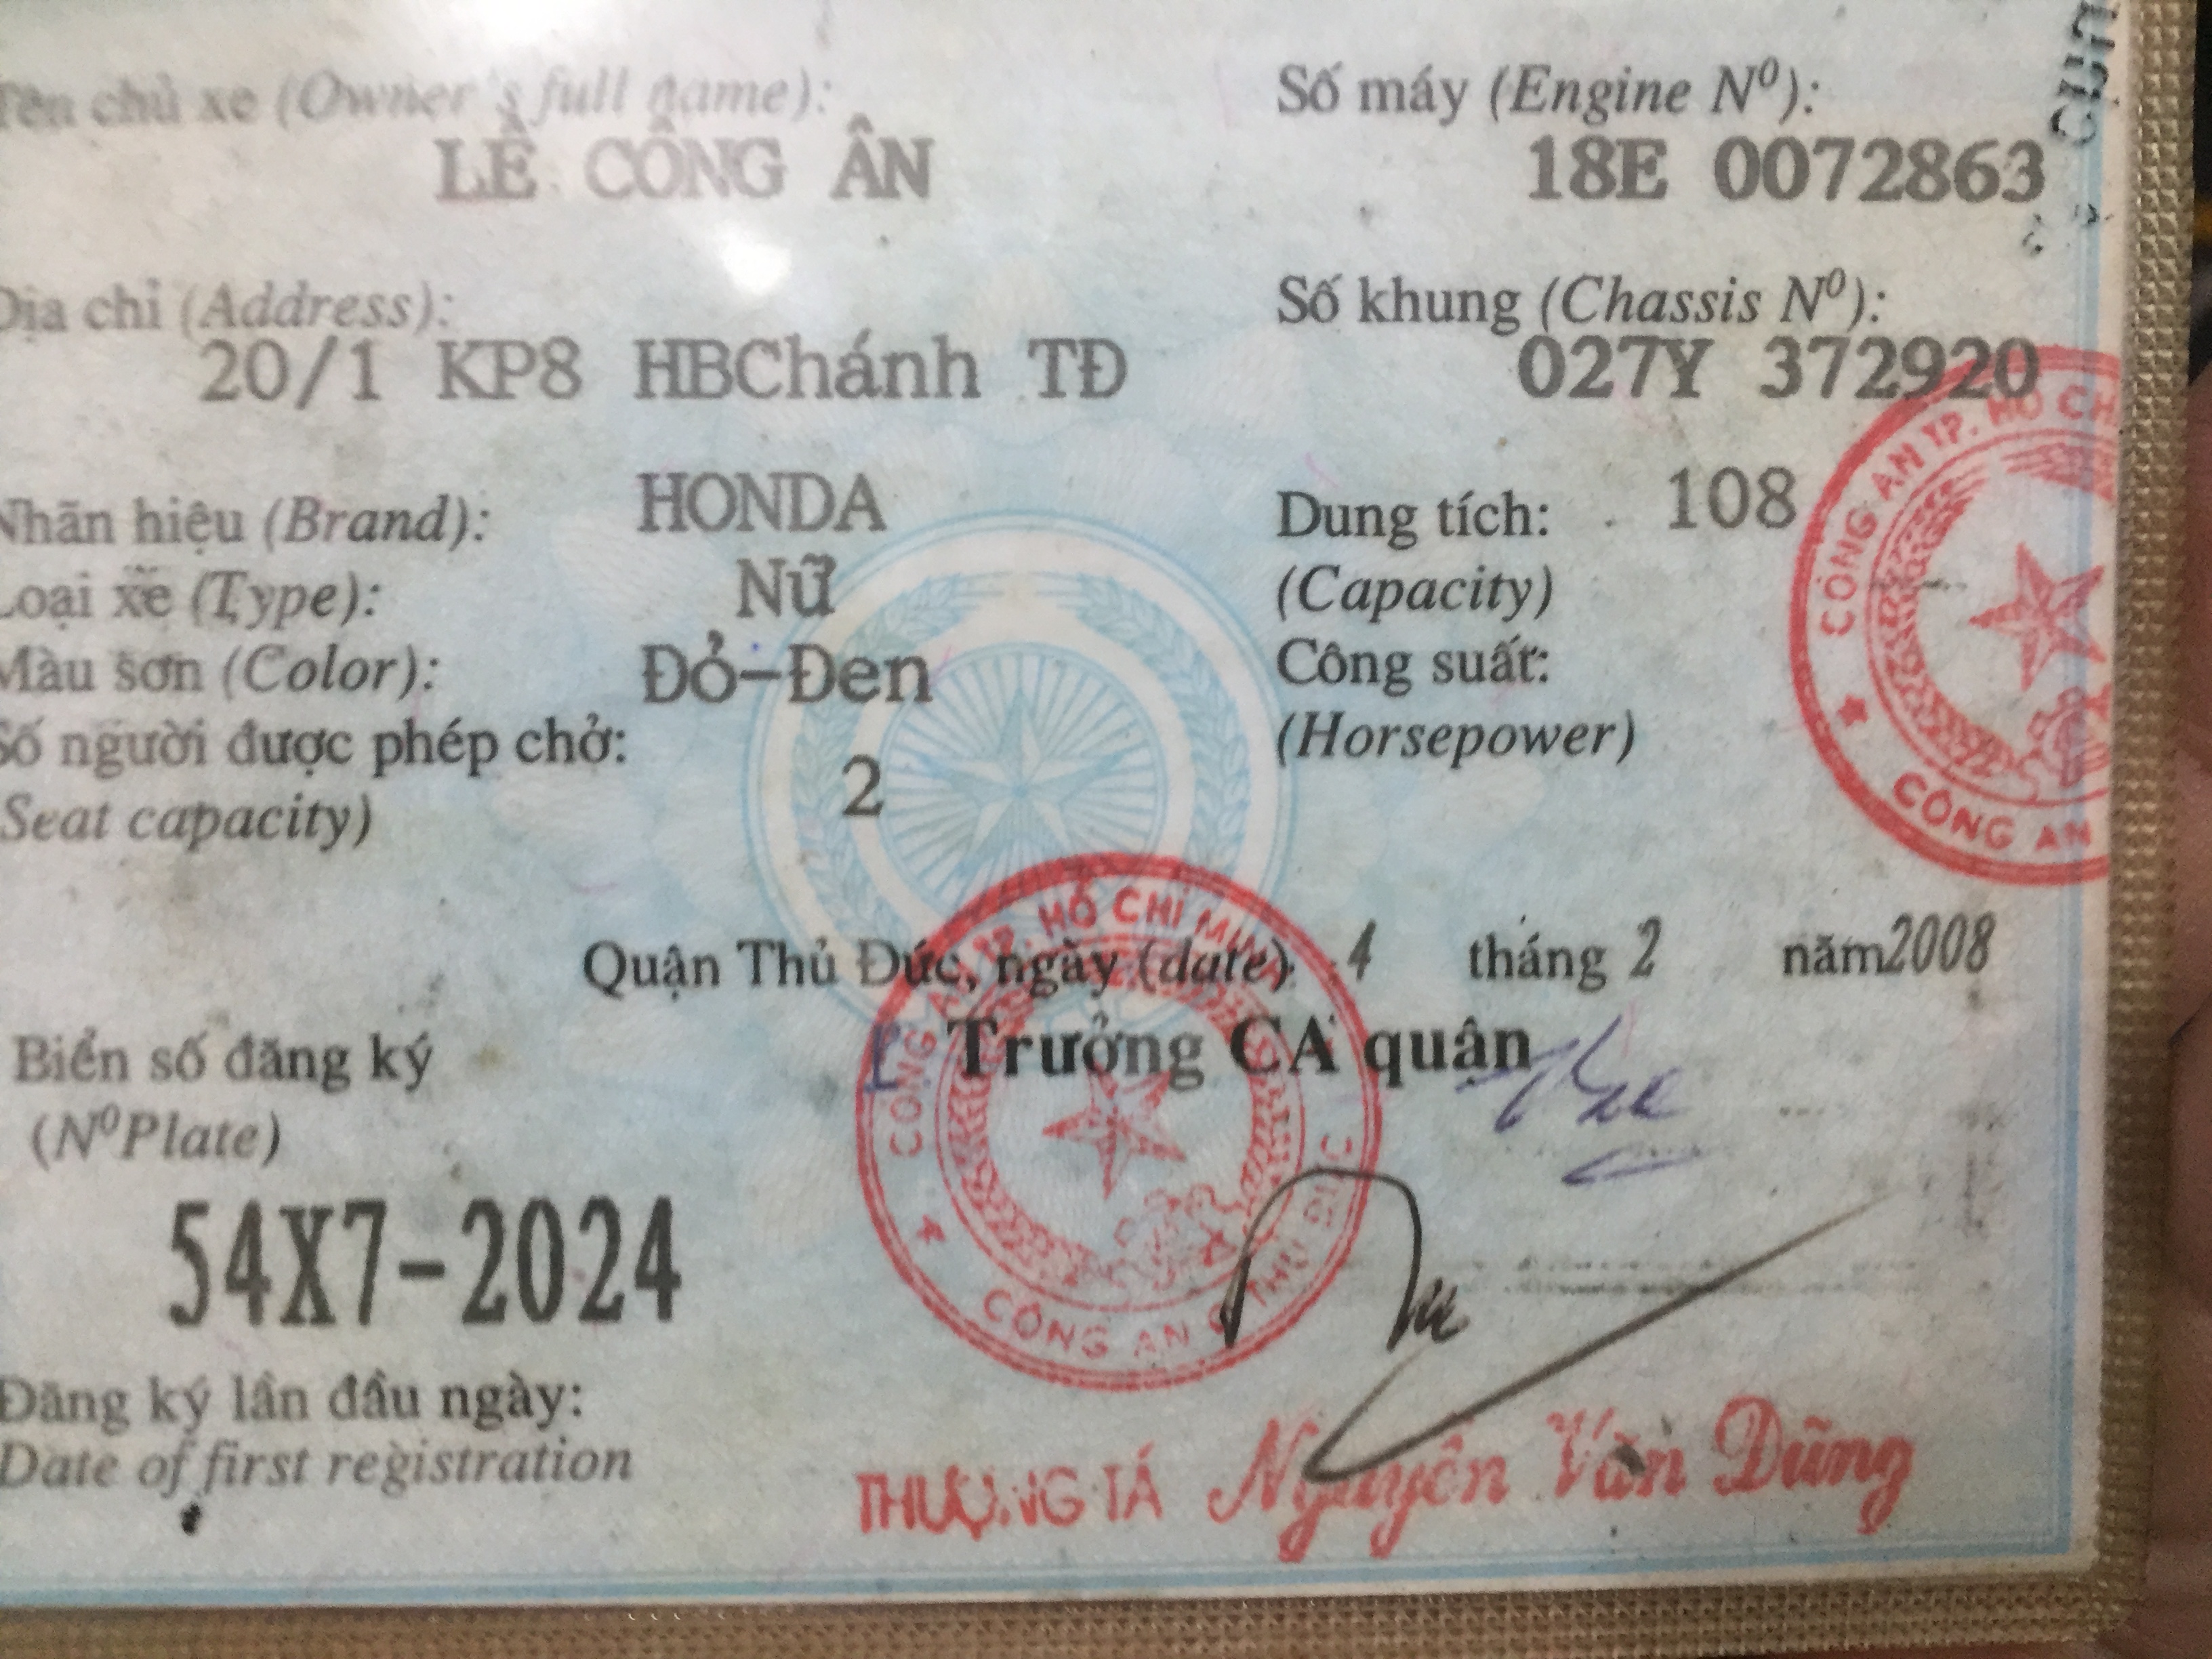 Tên chủ xe (Owner's full name):
LÊ CÔNG ÂN
Địa chỉ (Address):
20/1 KP8 HBChánh TĐ
Nhãn hiệu (Brand): HONDA
Loại xe (Type): Nữ
Màu sơn (Color): Đỏ-Đen
Số người được phép chở: 2
(Seat capacity)
Số máy (Engine Nº):
18E 0072863
Số khung (Chassis Nº):
027Y 372920
Dung tích: 108
(Capacity)
Công suất:
(Horsepower)
CÔNG AN TP. HỒ CH
CÔNG AN
Quận Thủ Đức, ngày (date) 4 tháng 2 năm 2008
Trưởng CA quận
CÔNG AN TP. HỒ CHÍ MINH
CÔNG AN Q THỦ ĐỨC
Biển số đăng ký
(Nº Plate)
54X7-2024
Đăng ký lần đầu ngày:
Date of first registration
THƯỢNG TÁ Nguyễn Văn Dũng